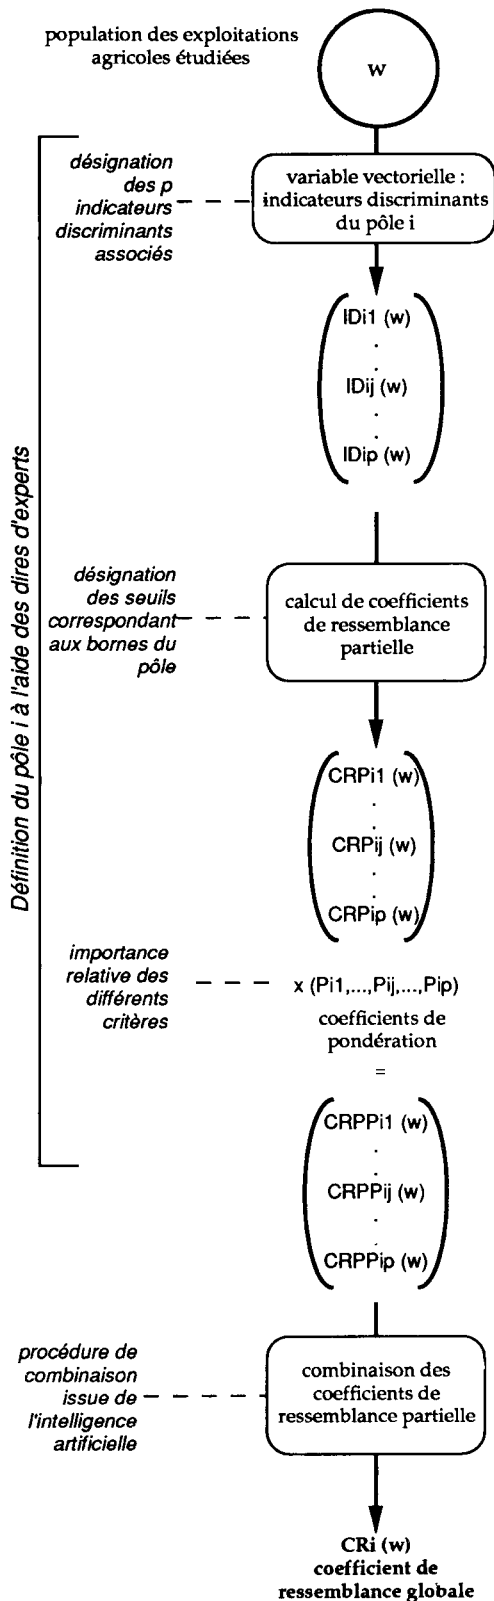 population des exploitations
agricoles étudiées
w
désignation
des p
indicateurs
discriminants
associés
variable vectorielle :
indicateurs discriminants
du pôle i
IDi1 (w)
.
.
IDij (w)
.
.
IDip (w)
Définition du pôle i à l'aide des dires d'experts
désignation
des seuils
correspondant
aux bornes du
pôle
calcul de coefficients
de ressemblance
partielle
CRPi1 (w)
.
.
CRPij (w)
.
.
CRPip (w)
importance
relative des
différents
critères
x (Pi1,...,Pij,...,Pip)
coefficients de
pondération
=
CRPPi1 (w)
.
.
CRPPij (w)
.
.
CRPPip (w)
procédure de
combinaison
issue de
l'intelligence
artificielle
combinaison des
coefficients de
ressemblance partielle
CRi (w)
coefficient de
ressemblance globale